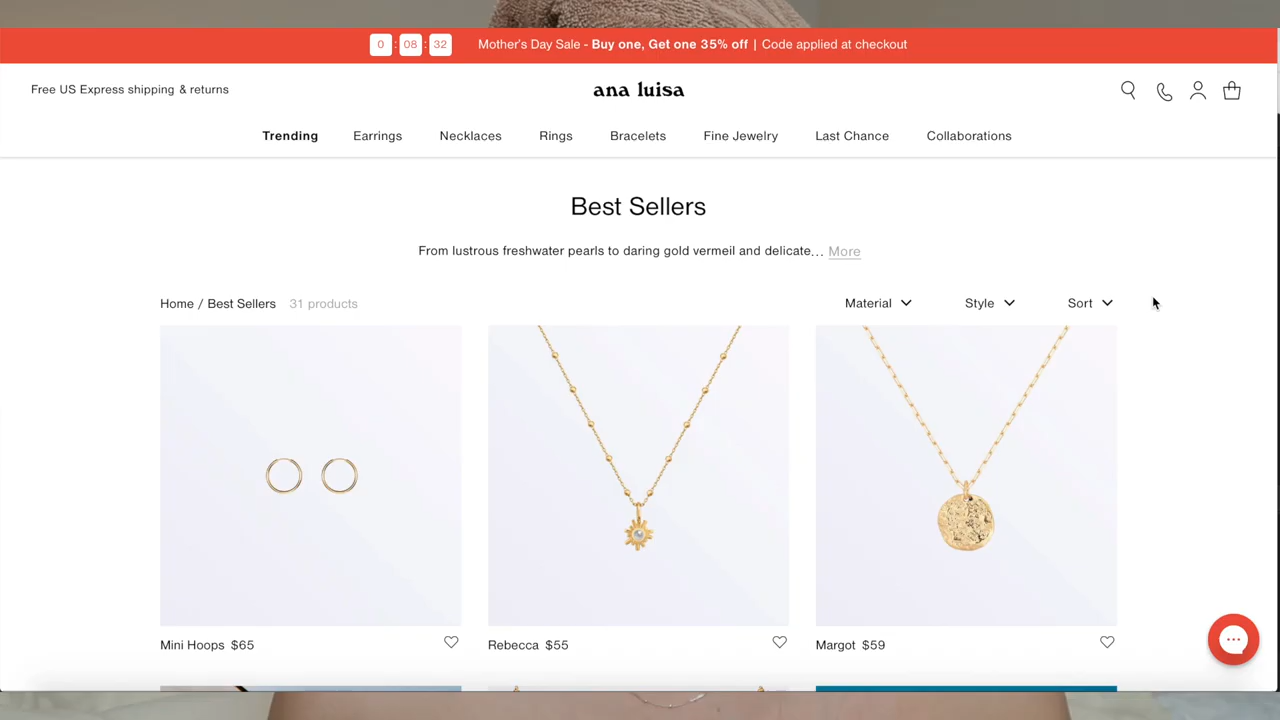 0 : 08 : 32 Mother's Day Sale - Buy one, Get one 35% off | Code applied at checkout
Free US Express shipping & returns
ana luisa
Trending Earrings Necklaces Rings Bracelets Fine Jewelry Last Chance Collaborations
Best Sellers
From lustrous freshwater pearls to daring gold vermeil and delicate... More
Home / Best Sellers 31 products
Material Style Sort
Mini Hoops $65
Rebecca $55
Margot $59